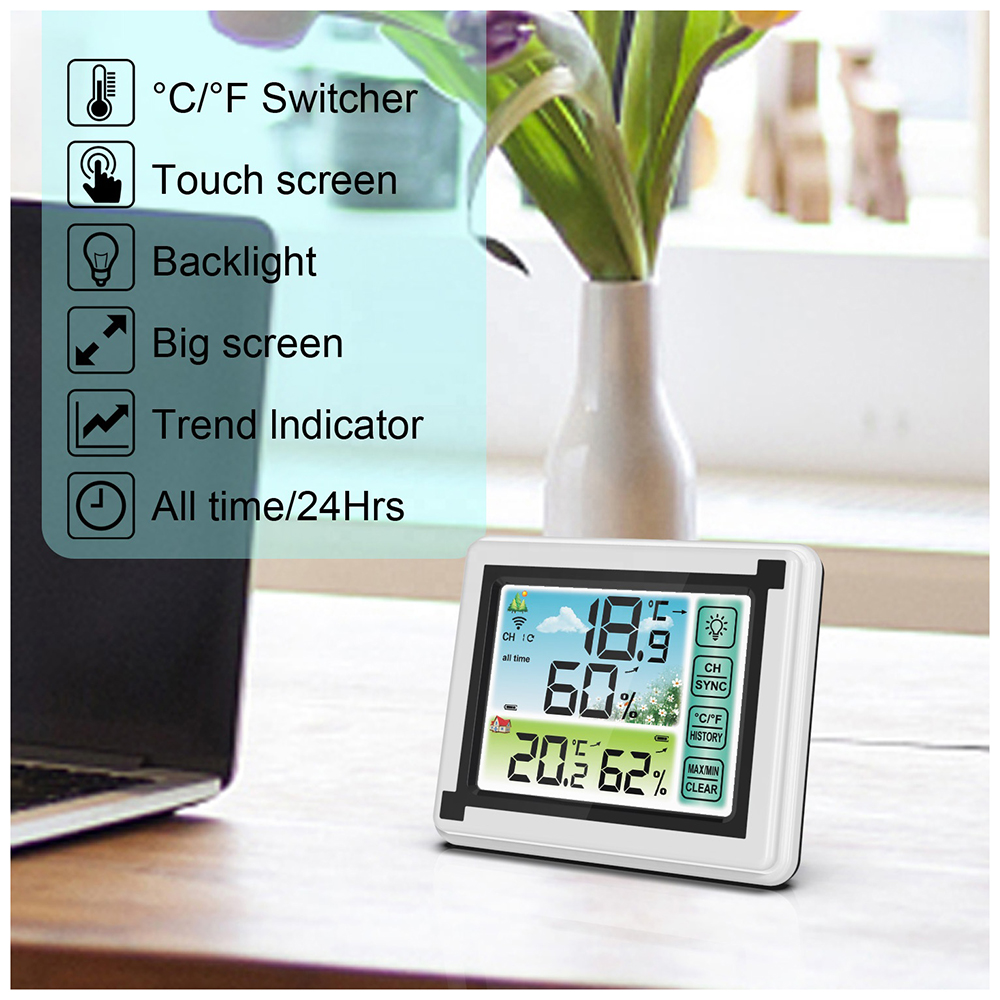 °C/°F Switcher
Touch screen
Backlight
Big screen
Trend Indicator
All time/24Hrs
18.9 °C
CH 1
all time
60%
20.2 °C 62%
CH
SYNC
°C/°F
HISTORY
MAX/MIN
CLEAR